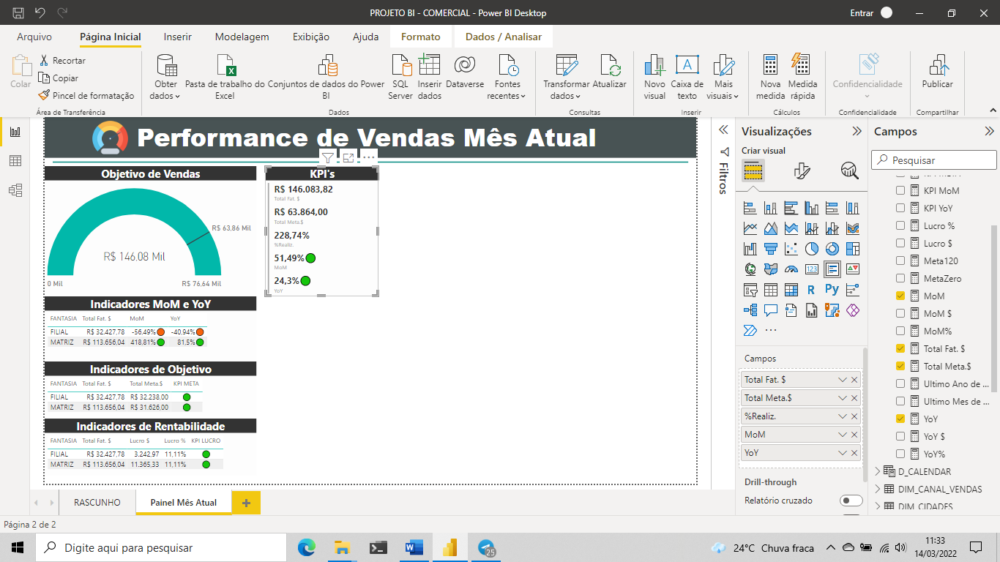 PROJETO BI - COMERCIAL - Power BI Desktop
Entrar
Arquivo
Página Inicial
Inserir
Modelagem
Exibição
Ajuda
Formato
Dados / Analisar
Colar
Recortar
Copiar
Pincel de formatação
Área de Transferência
Obter dados
Pasta de trabalho do Excel
Conjuntos de dados do Power BI
SQL Server
Inserir dados
Dataverse
Fontes recentes
Dados
Transformar dados
Atualizar
Consultas
Novo visual
Caixa de texto
Mais visuais
Inserir
Nova medida
Medida rápida
Cálculos
Confidencialidade
Confidencialidade
Publicar
Compartilhar
Performance de Vendas Mês Atual
Objetivo de Vendas
R$ 63,86 Mil
R$ 146,08 Mil
0 Mil
R$ 76,64 Mil
KPI's
R$ 146.083,82
Total Fat. $
R$ 63.864,00
Total Meta.$
228,74%
%Realiz.
51,49%
MoM
24,3%
YoY
Indicadores MoM e YoY
FANTASIA Total Fat. $ MoM YoY
FILIAL R$ 32.427,78 -56,49% -40,94%
MATRIZ R$ 113.656,04 418,81% 81,5%
Indicadores de Objetivo
FANTASIA Total Fat. $ Total Meta.$ KPI META
FILIAL R$ 32.427,78 R$ 32.238,00
MATRIZ R$ 113.656,04 R$ 31.626,00
Indicadores de Rentabilidade
FANTASIA Total Fat. $ Lucro $ Lucro % KPI LUCRO
FILIAL R$ 32.427,78 3.242,97 11,11%
MATRIZ R$ 113.656,04 11.365,33 11,11%
Filtros
Visualizações
Criar visual
123
R
Py
Campos
Total Fat. $
Total Meta.$
%Realiz.
MoM
YoY
Drill-through
Relatório cruzado
Campos
Pesquisar
KPI MoM
KPI YoY
Lucro %
Lucro $
Meta120
MetaZero
MoM
MoM $
MoM%
Total Fat. $
Total Meta.$
Ultimo Ano de ...
Ultimo Mes de ...
YoY
YoY $
YoY%
D_CALENDAR
DIM_CANAL_VENDAS
DIM_CIDADES
RASCUNHO
Painel Mês Atual
Página 2 de 2
Digite aqui para pesquisar
25
24°C Chuva fraca
11:33
14/03/2022